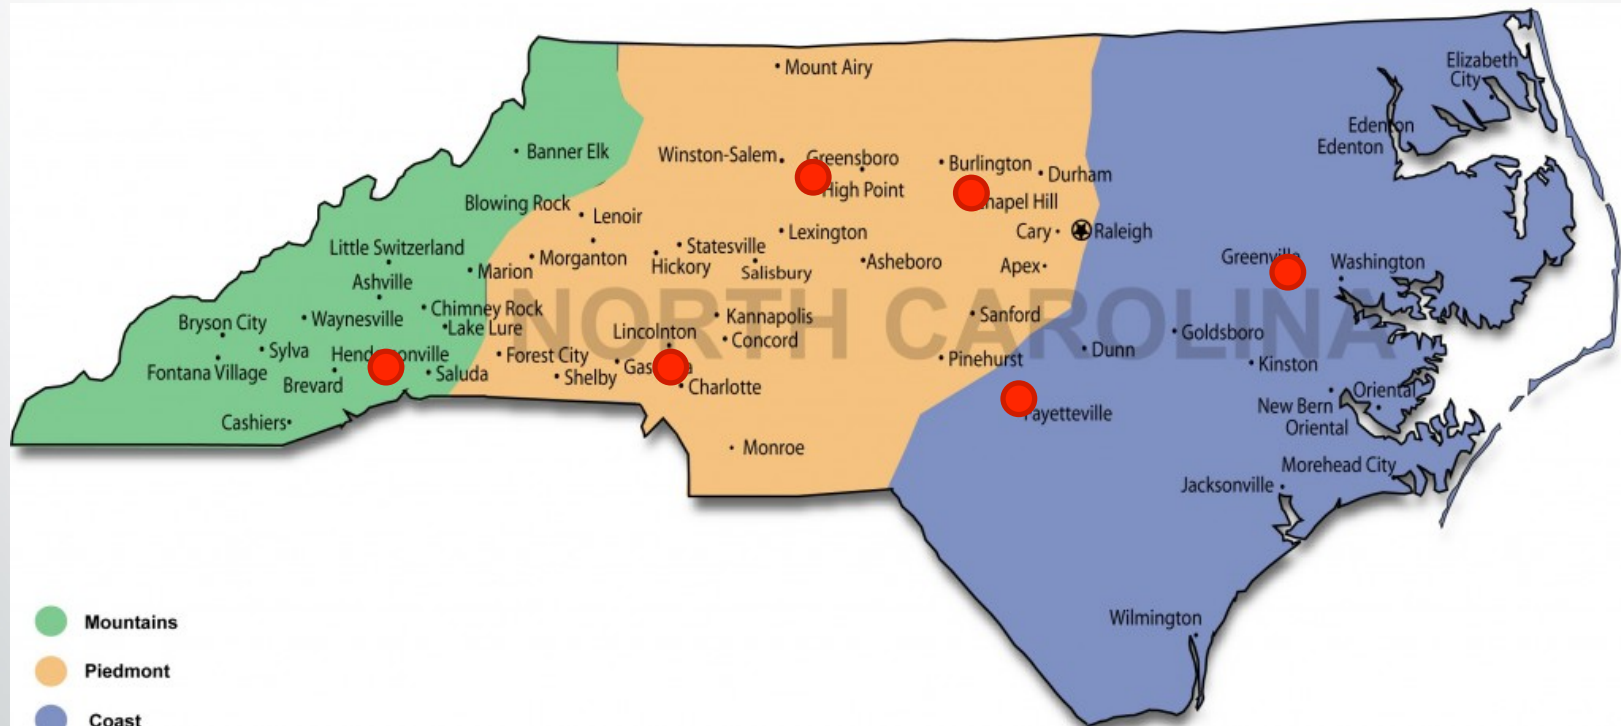 Elizabeth
City
Mount Airy
Edenton
Edenton
Banner Elk
Winston-Salem
Greensboro
High Point
Burlington
Durham
Chapel Hill
Blowing Rock
Lenoir
Lexington
Cary
Raleigh
Little Switzerland
Statesville
Morganton
Hickory
Salisbury
Asheboro
Apex
Greenville
Washington
Marion
Ashville
NORTH CAROLINA
Chimney Rock
Lake Lure
Kannapolis
Sanford
Bryson City
Waynesville
Lincolnton
Concord
Goldsboro
Sylva
Hendersonville
Forest City
Pinehurst
Dunn
Kinston
Fontana Village
Brevard
Saluda
Shelby
Charlotte
Oriental
New Bern
Oriental
Fayetteville
Cashiers
Monroe
Morehead City
Jacksonville
Wilmington
Mountains
Piedmont
Coast